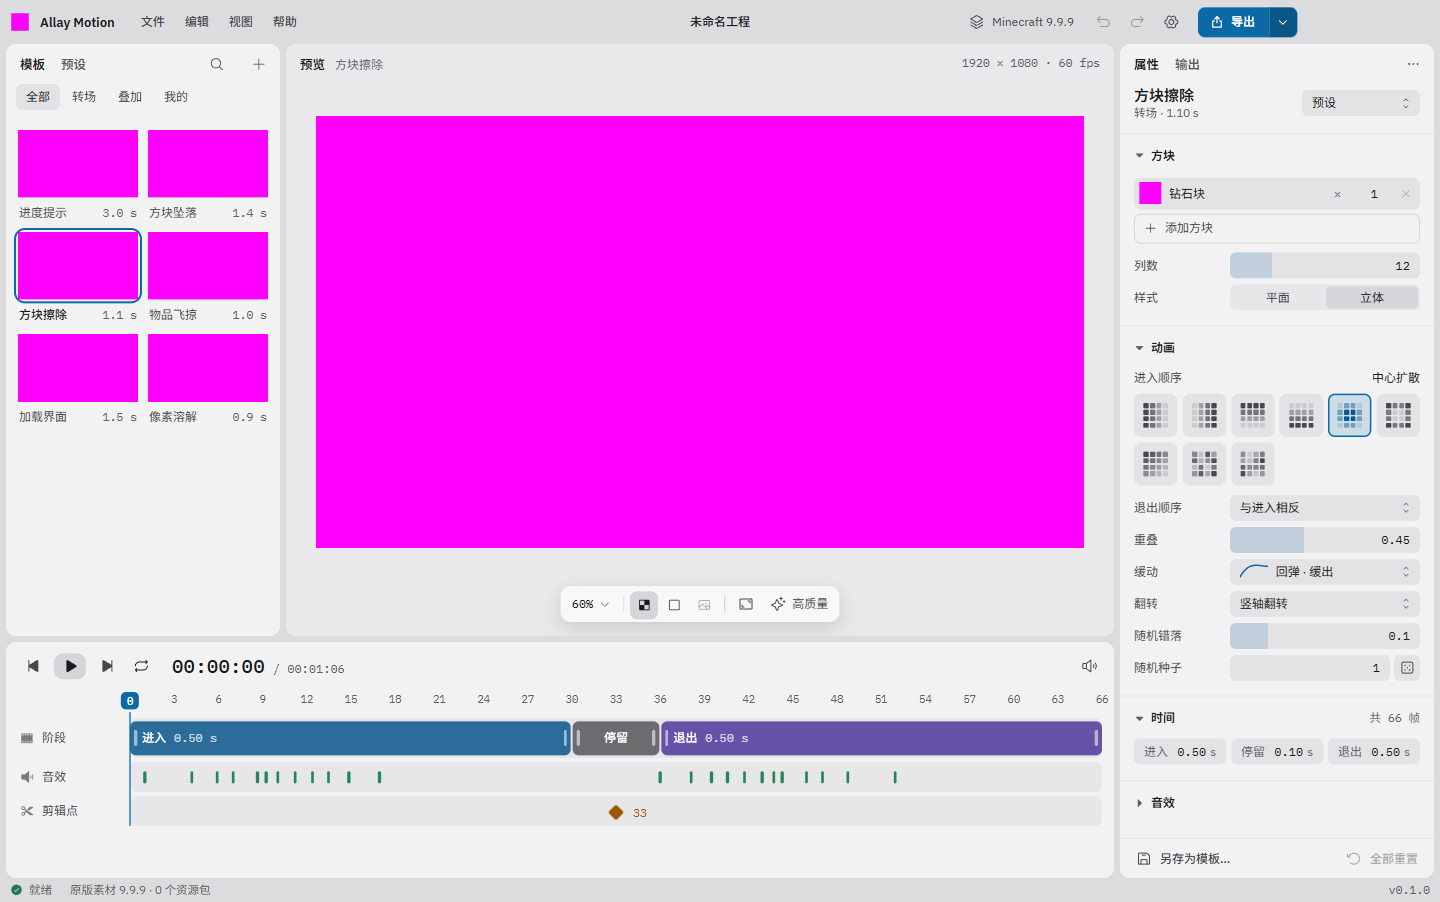 Allay Motion 文件 编辑 视图 帮助 未命名工程 Minecraft 9.9.9 导出
模板 预设
全部 转场 叠加 我的
进度提示 3.0 s 方块坠落 1.4 s
方块擦除 1.1 s 物品飞掠 1.0 s
加载界面 1.5 s 像素溶解 0.9 s
预览 方块擦除 1920 × 1080 · 60 fps
60% 高质量
属性 输出
方块擦除 预设
转场 · 1.10 s
方块
钻石块 × 1 ×
添加方块
列数 12
样式 平面 立体
动画
进入顺序 中心扩散
退出顺序 与进入相反
重叠 0.45
缓动 回弹 · 缓出
翻转 竖轴翻转
随机错落 0.1
随机种子 1
时间 共 66 帧
进入 0.50 s 停留 0.10 s 退出 0.50 s
音效
另存为模板... 全部重置
00:00:00 / 00:01:06
0 3 6 9 12 15 18 21 24 27 30 33 36 39 42 45 48 51 54 57 60 63 66
阶段 进入 0.50 s 停留 退出 0.50 s
音效
剪辑点 33
就绪 原版素材 9.9.9 · 0 个资源包 v0.1.0